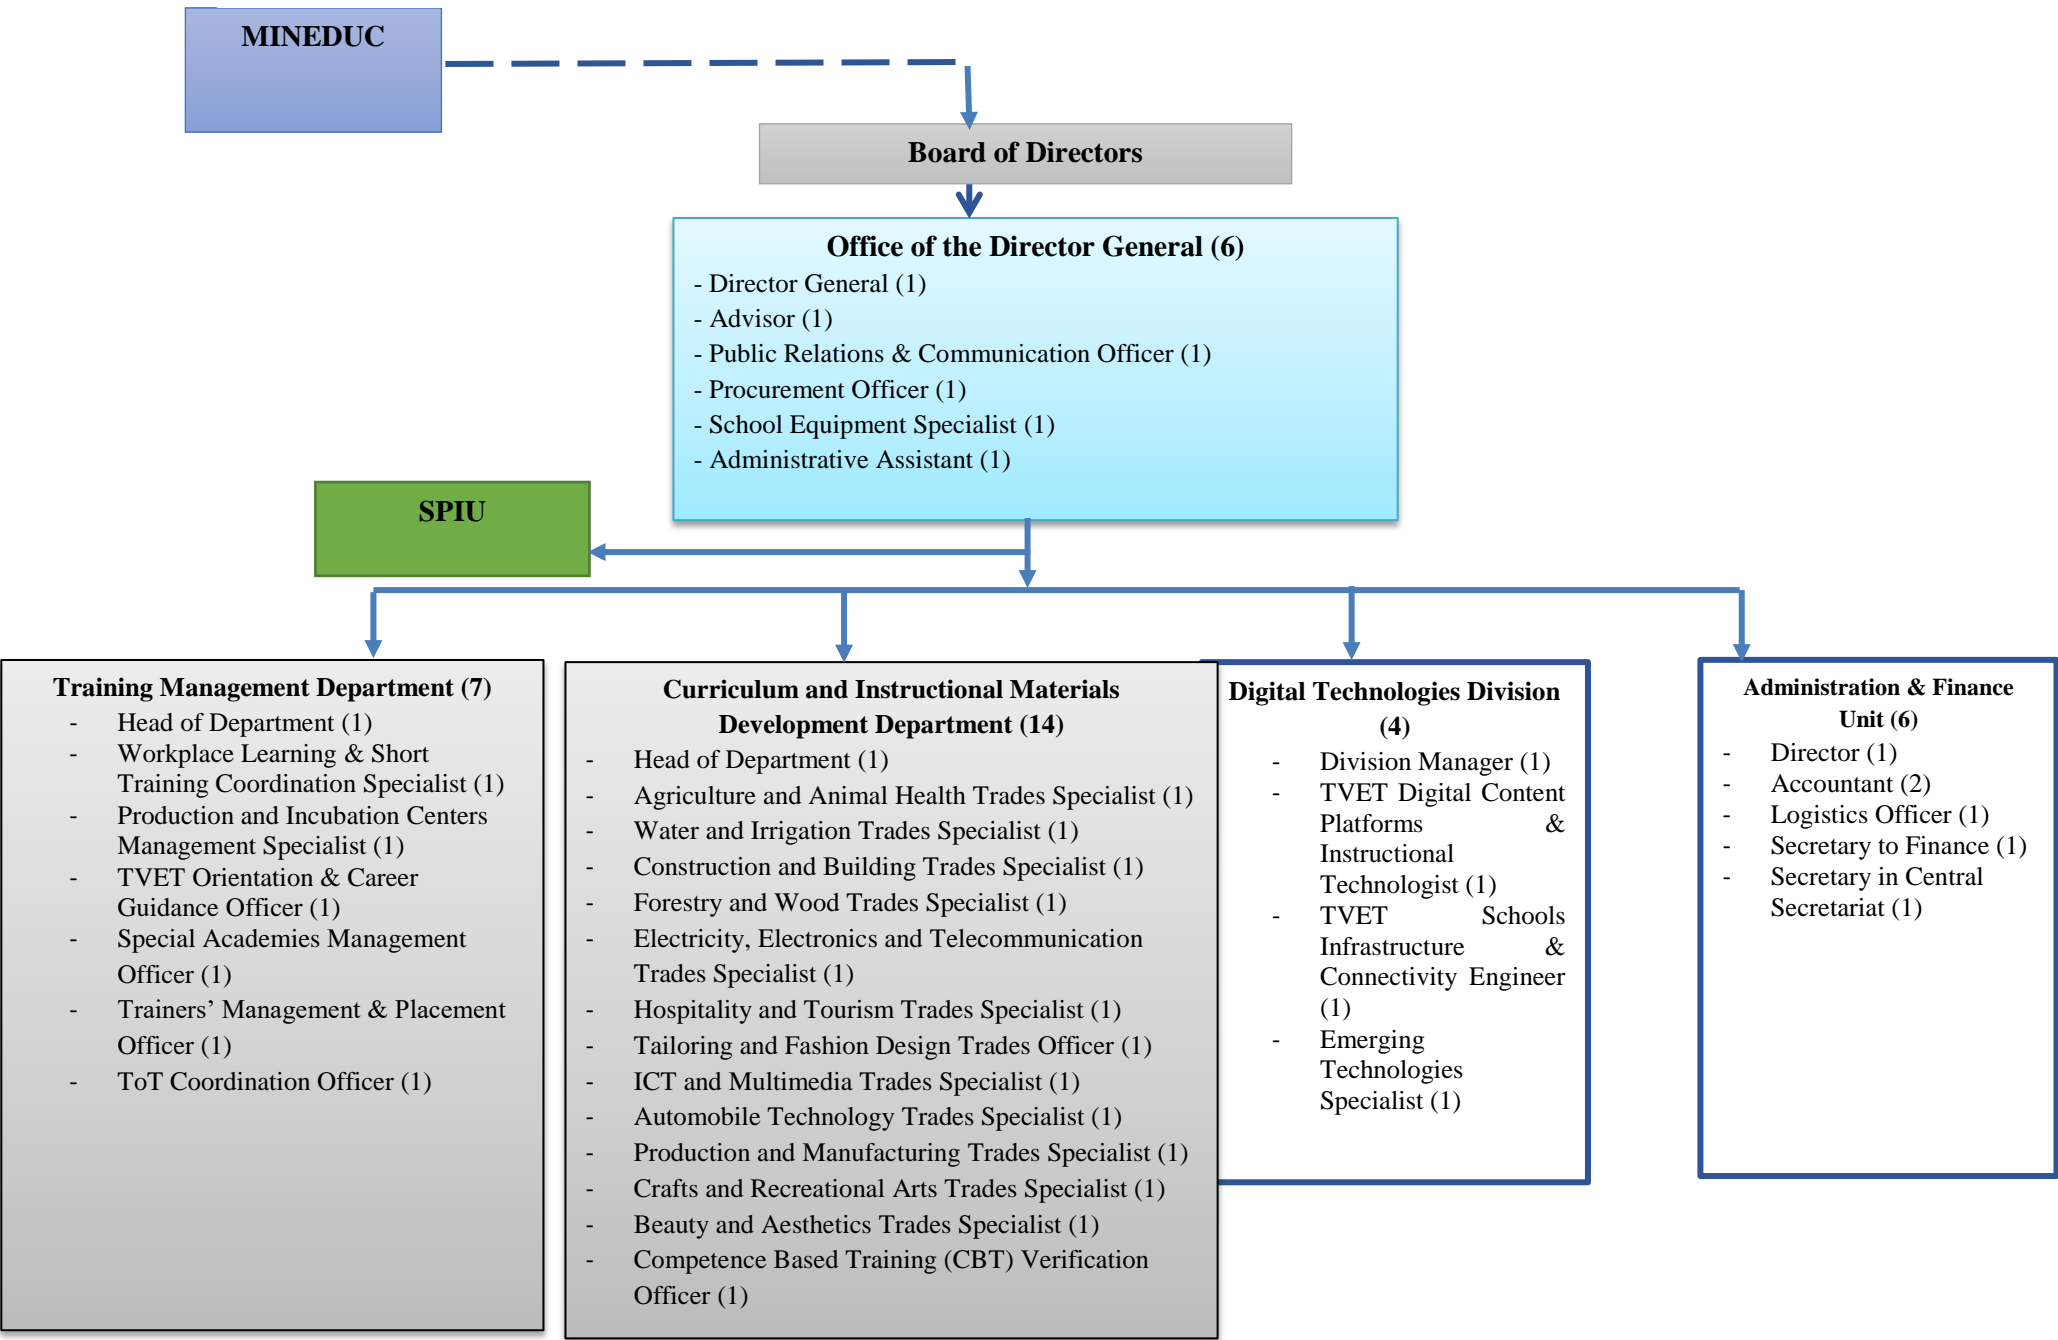 MINEDUC
Board of Directors
Office of the Director General (6)
- Director General (1)
- Advisor (1)
- Public Relations & Communication Officer (1)
- Procurement Officer (1)
- School Equipment Specialist (1)
- Administrative Assistant (1)
SPIU
Training Management Department (7)
- Head of Department (1)
- Workplace Learning & Short
Training Coordination Specialist (1)
- Production and Incubation Centers
Management Specialist (1)
- TVET Orientation & Career
Guidance Officer (1)
- Special Academies Management
Officer (1)
- Trainers’ Management & Placement
Officer (1)
- ToT Coordination Officer (1)
Curriculum and Instructional Materials
Development Department (14)
- Head of Department (1)
- Agriculture and Animal Health Trades Specialist (1)
- Water and Irrigation Trades Specialist (1)
- Construction and Building Trades Specialist (1)
- Forestry and Wood Trades Specialist (1)
- Electricity, Electronics and Telecommunication
Trades Specialist (1)
- Hospitality and Tourism Trades Specialist (1)
- Tailoring and Fashion Design Trades Officer (1)
- ICT and Multimedia Trades Specialist (1)
- Automobile Technology Trades Specialist (1)
- Production and Manufacturing Trades Specialist (1)
- Crafts and Recreational Arts Trades Specialist (1)
- Beauty and Aesthetics Trades Specialist (1)
- Competence Based Training (CBT) Verification
Officer (1)
Digital Technologies Division
(4)
- Division Manager (1)
- TVET Digital Content
Platforms &
Instructional
Technologist (1)
- TVET Schools
Infrastructure &
Connectivity Engineer
(1)
- Emerging
Technologies
Specialist (1)
Administration & Finance
Unit (6)
- Director (1)
- Accountant (2)
- Logistics Officer (1)
- Secretary to Finance (1)
- Secretary in Central
Secretariat (1)